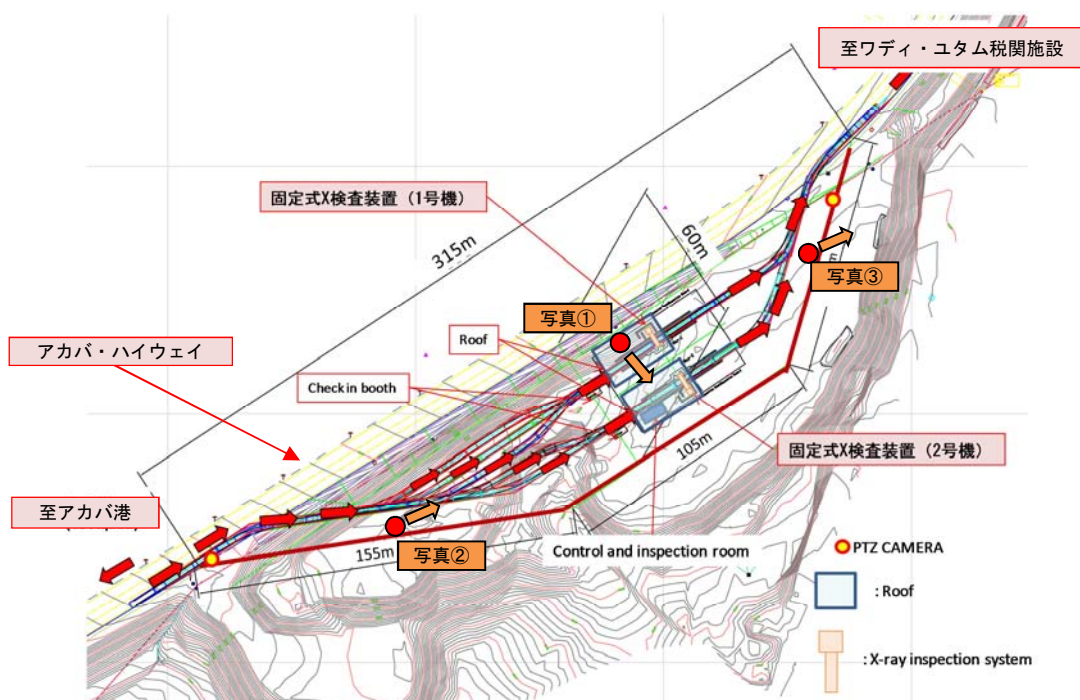 至ワディ・ユタム税関施設
固定式X検査装置（1号機）
315m
60m
写真③
写真①
Roof
アカバ・ハイウェイ
Checkin booth
105m
固定式X検査装置（2号機）
至アカバ港
写真②
155m
Control and inspection room
PTZ CAMERA
: Roof
: X-ray inspection system